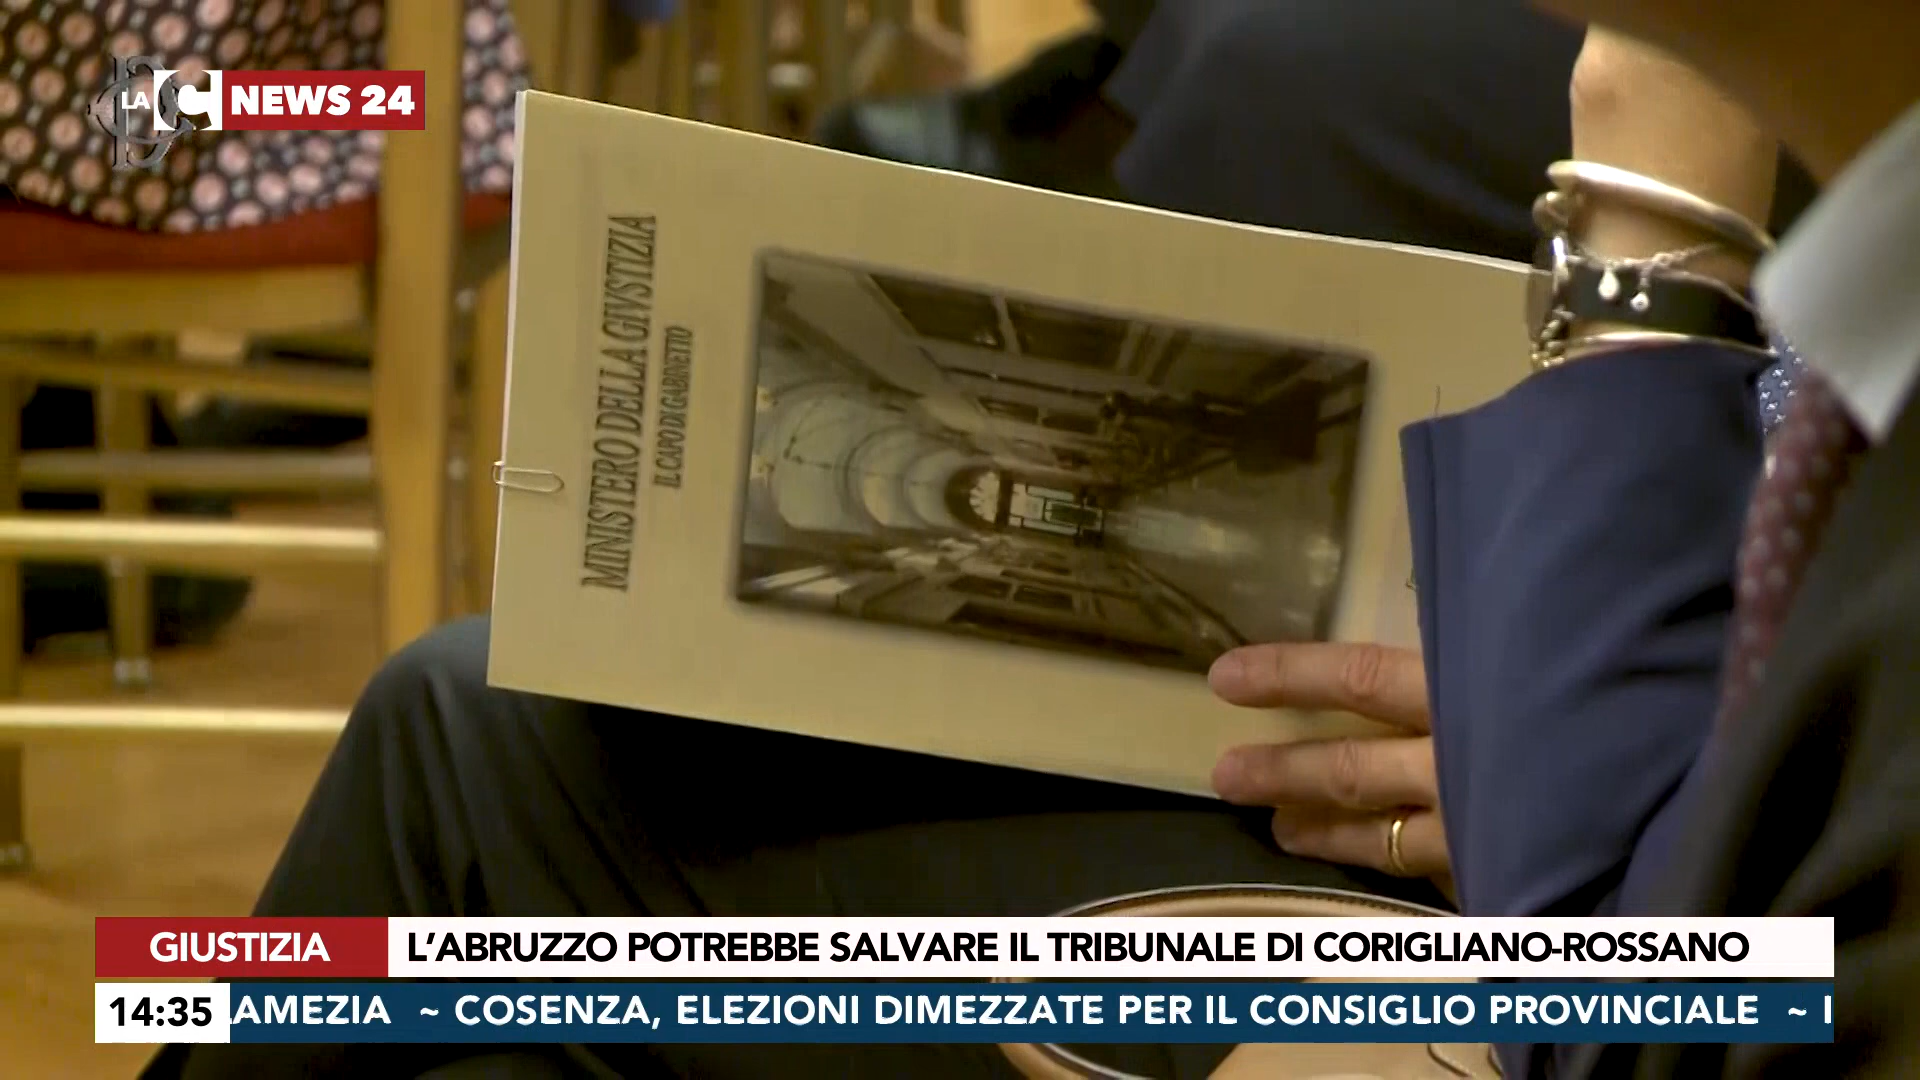 LA C NEWS 24
MINISTERO DELLA GIVSTIZIA
IL CAPO DI GABINETTO
GIUSTIZIA
L'ABRUZZO POTREBBE SALVARE IL TRIBUNALE DI CORIGLIANO-ROSSANO
14:35
AMEZIA ~ COSENZA, ELEZIONI DIMEZZATE PER IL CONSIGLIO PROVINCIALE ~